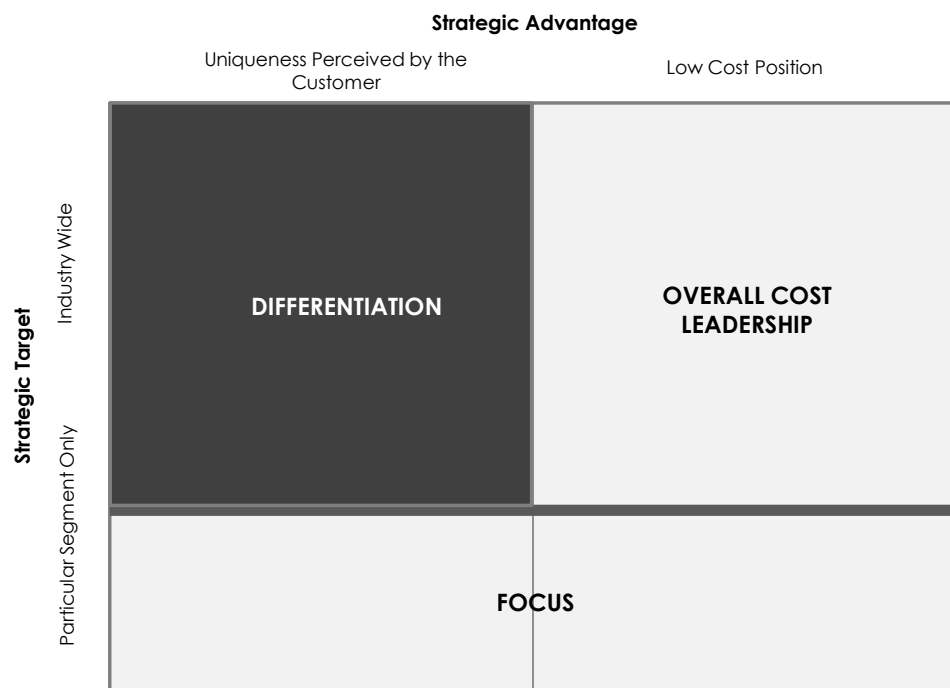 Strategic Advantage
Uniqueness Perceived by the
Customer
Low Cost Position
Strategic Target
Industry Wide
Particular Segment Only
DIFFERENTIATION
OVERALL COST
LEADERSHIP
FOCUS